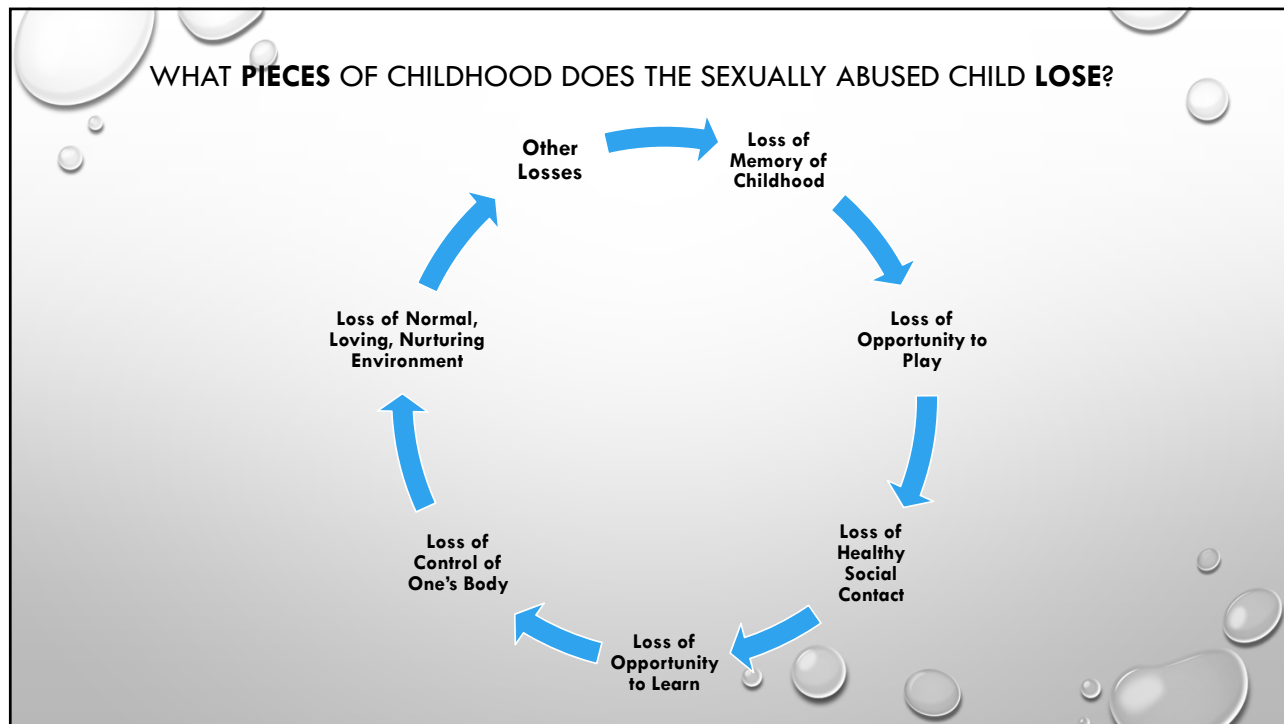 WHAT PIECES OF CHILDHOOD DOES THE SEXUALLY ABUSED CHILD LOSE?
Other
Losses
Loss of
Memory of
Childhood
Loss of
Opportunity to
Play
Loss of
Healthy
Social
Contact
Loss of
Opportunity
to Learn
Loss of
Control of
One's Body
Loss of Normal,
Loving, Nurturing
Environment